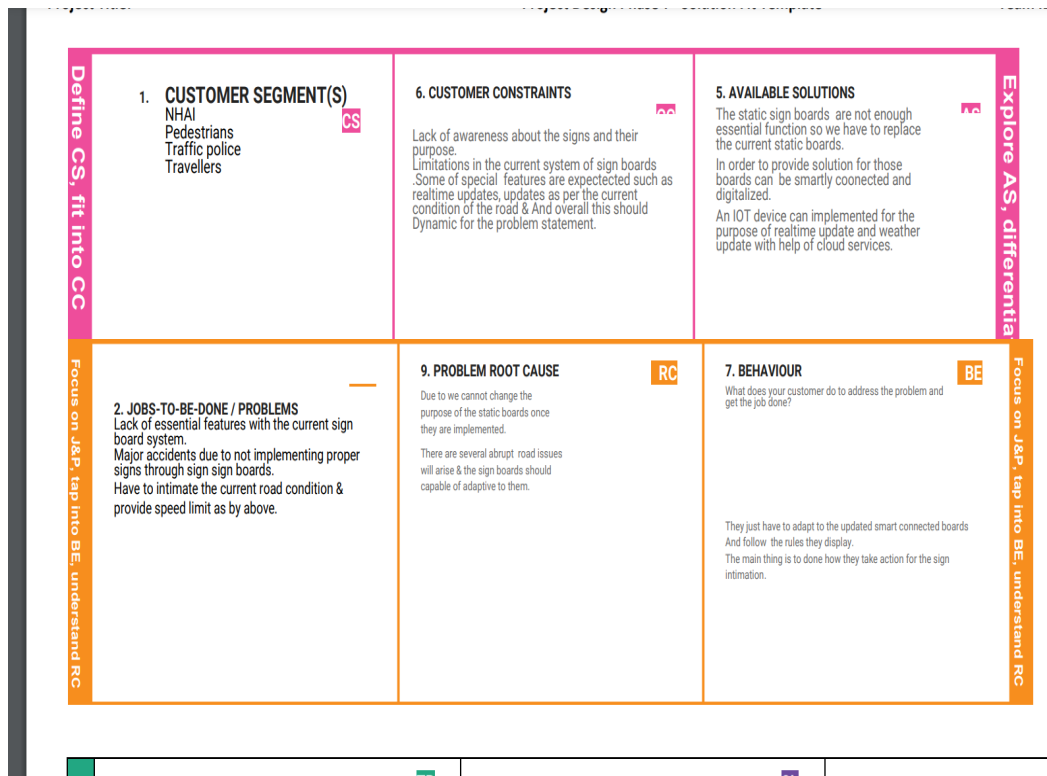 Define CS, fit into CC
1. CUSTOMER SEGMENT(S)
CS
NHAI
Pedestrians
Traffic police
Travellers
6. CUSTOMER CONSTRAINTS
Lack of awareness about the signs and their
purpose.
Limitations in the current system of sign boards
.Some of special features are expectected such as
realtime updates, updates as per the current
condition of the road & And overall this should
Dynamic for the problem statement.
5. AVAILABLE SOLUTIONS
The static sign boards are not enough
essential function so we have to replace
the current static boards.
In order to provide solution for those
boards can be smartly coonected and
digitalized.
An IOT device can implemented for the
purpose of realtime update and weather
update with help of cloud services.
Explore AS, differentia
Focus on J&P, tap into BE, understand RC
2. JOBS-TO-BE-DONE / PROBLEMS
Lack of essential features with the current sign
board system.
Major accidents due to not implementing proper
signs through sign sign boards.
Have to intimate the current road condition &
provide speed limit as by above.
9. PROBLEM ROOT CAUSE
RC
Due to we cannot change the
purpose of the static boards once
they are implemented.
There are several abrupt road issues
will arise & the sign boards should
capable of adaptive to them.
7. BEHAVIOUR
BE
What does your customer do to address the problem and
get the job done?
They just have to adapt to the updated smart connected boards
And follow the rules they display.
The main thing is to done how they take action for the sign
intimation.
Focus on J&P, tap into BE, understand RC